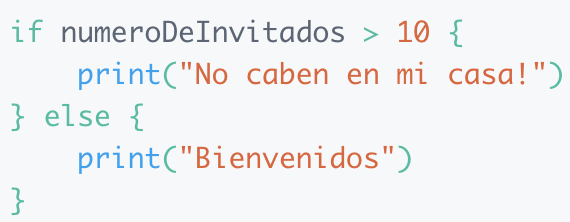 if numeroDeInvitados > 10 {
    print("No caben en mi casa!")
} else {
    print("Bienvenidos")
}